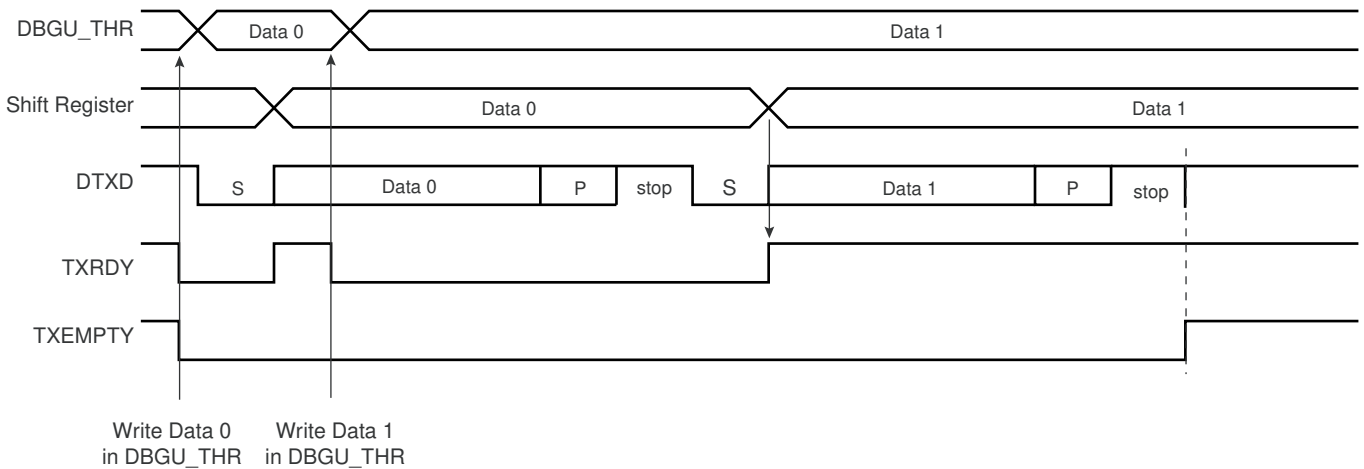 DBGU_THR Data 0 Data 1
Shift Register Data 0 Data 1
DTXD S Data 0 P stop S Data 1 P stop
TXRDY
TXEMPTY
Write Data 0 Write Data 1
in DBGU_THR in DBGU_THR